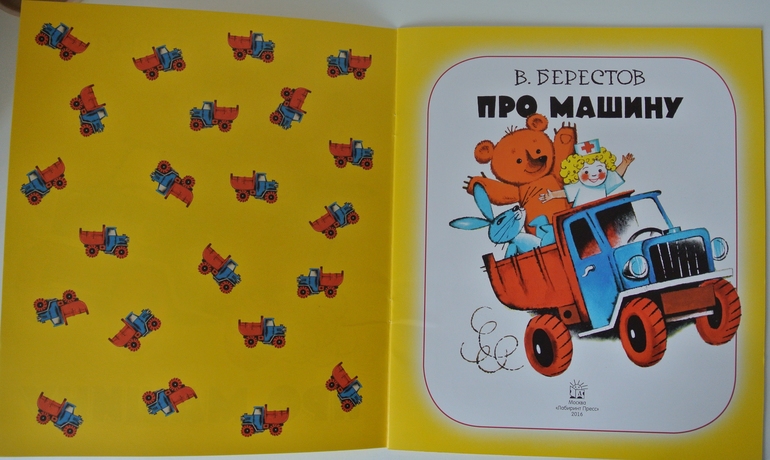 В. БЕРЕСТОВ
ПРО МАШИНУ
Москва
«Лабиринт Пресс»
2016